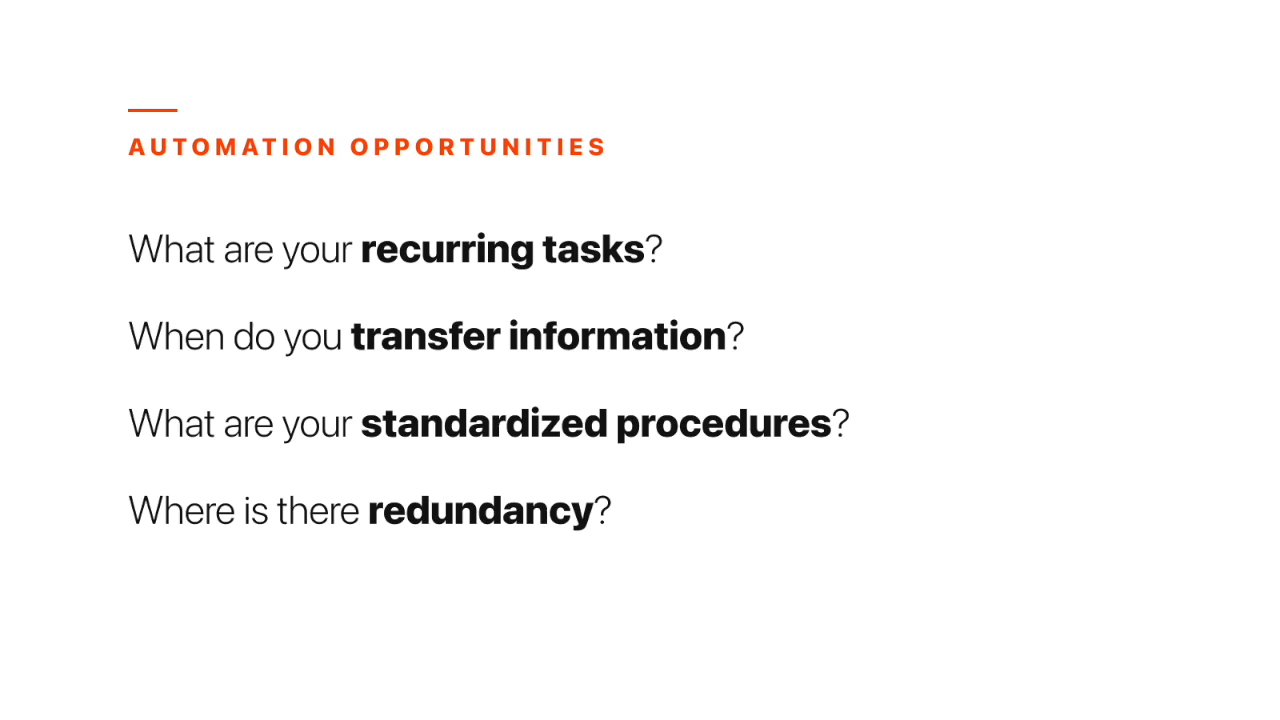 AUTOMATION OPPORTUNITIES
What are your recurring tasks?
When do you transfer information?
What are your standardized procedures?
Where is there redundancy?